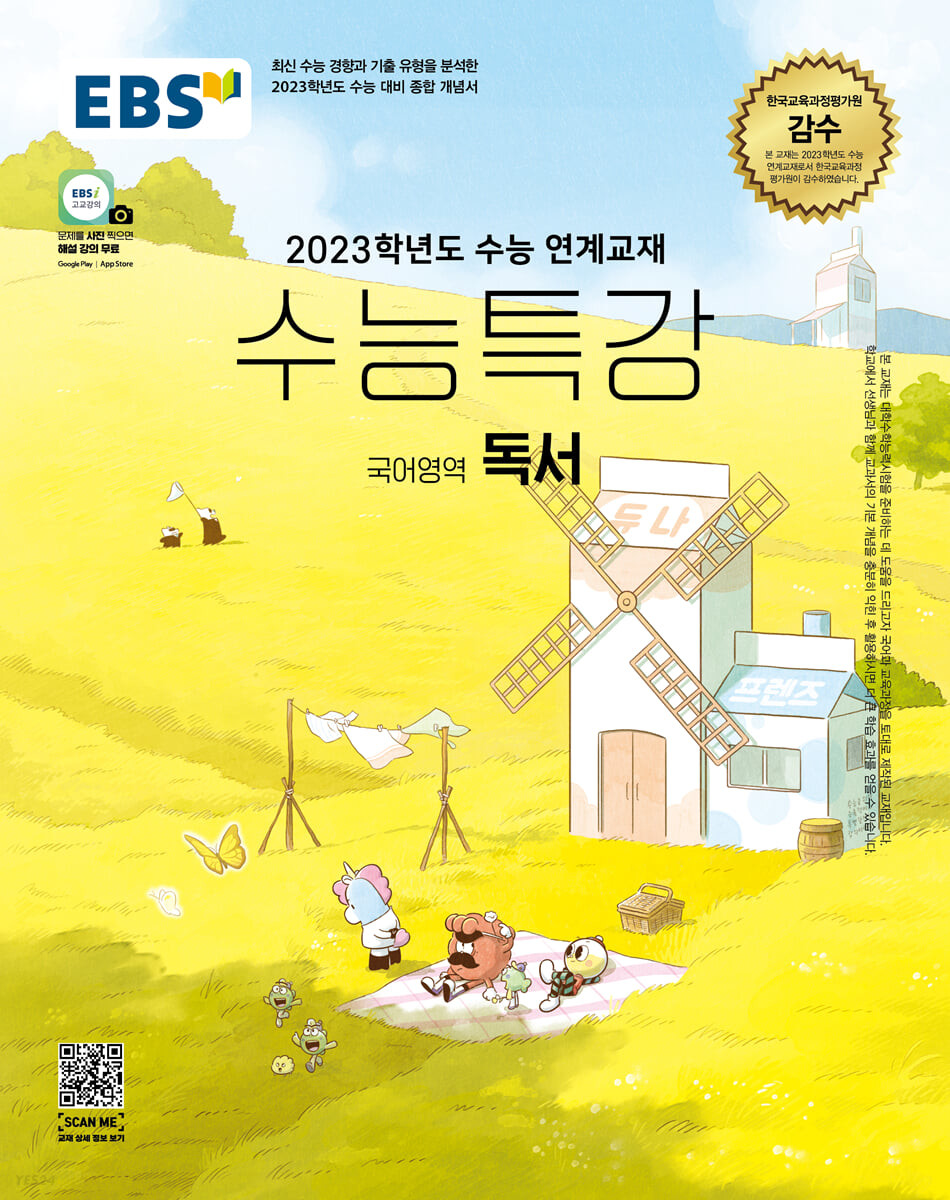 EBS
최신 수능 경향과 기출 유형을 분석한
2023학년도 수능 대비 종합 개념서
한국교육과정평가원
감수
본 교재는 2023학년도 수능
연계교재로서 한국교육과정
평가원이 감수하였습니다.
EBSi
고교강의
문제를 사진 찍으면
해설 강의 무료
Google Play | App Store
2023학년도 수능 연계교재
수능특강
국어영역 독서
본 교재는 대학수학능력시험을 준비하는 데 도움을 드리고자 국어과 교육과정을 토대로 제작된 교재입니다.
학교에서 선생님과 함께 교과서의 기본 개념을 충분히 익힌 후 활용하시면 더 큰 학습 효과를 얻을 수 있습니다.
두나
프렌즈
SCAN ME
교재 상세 정보 보기
YES24